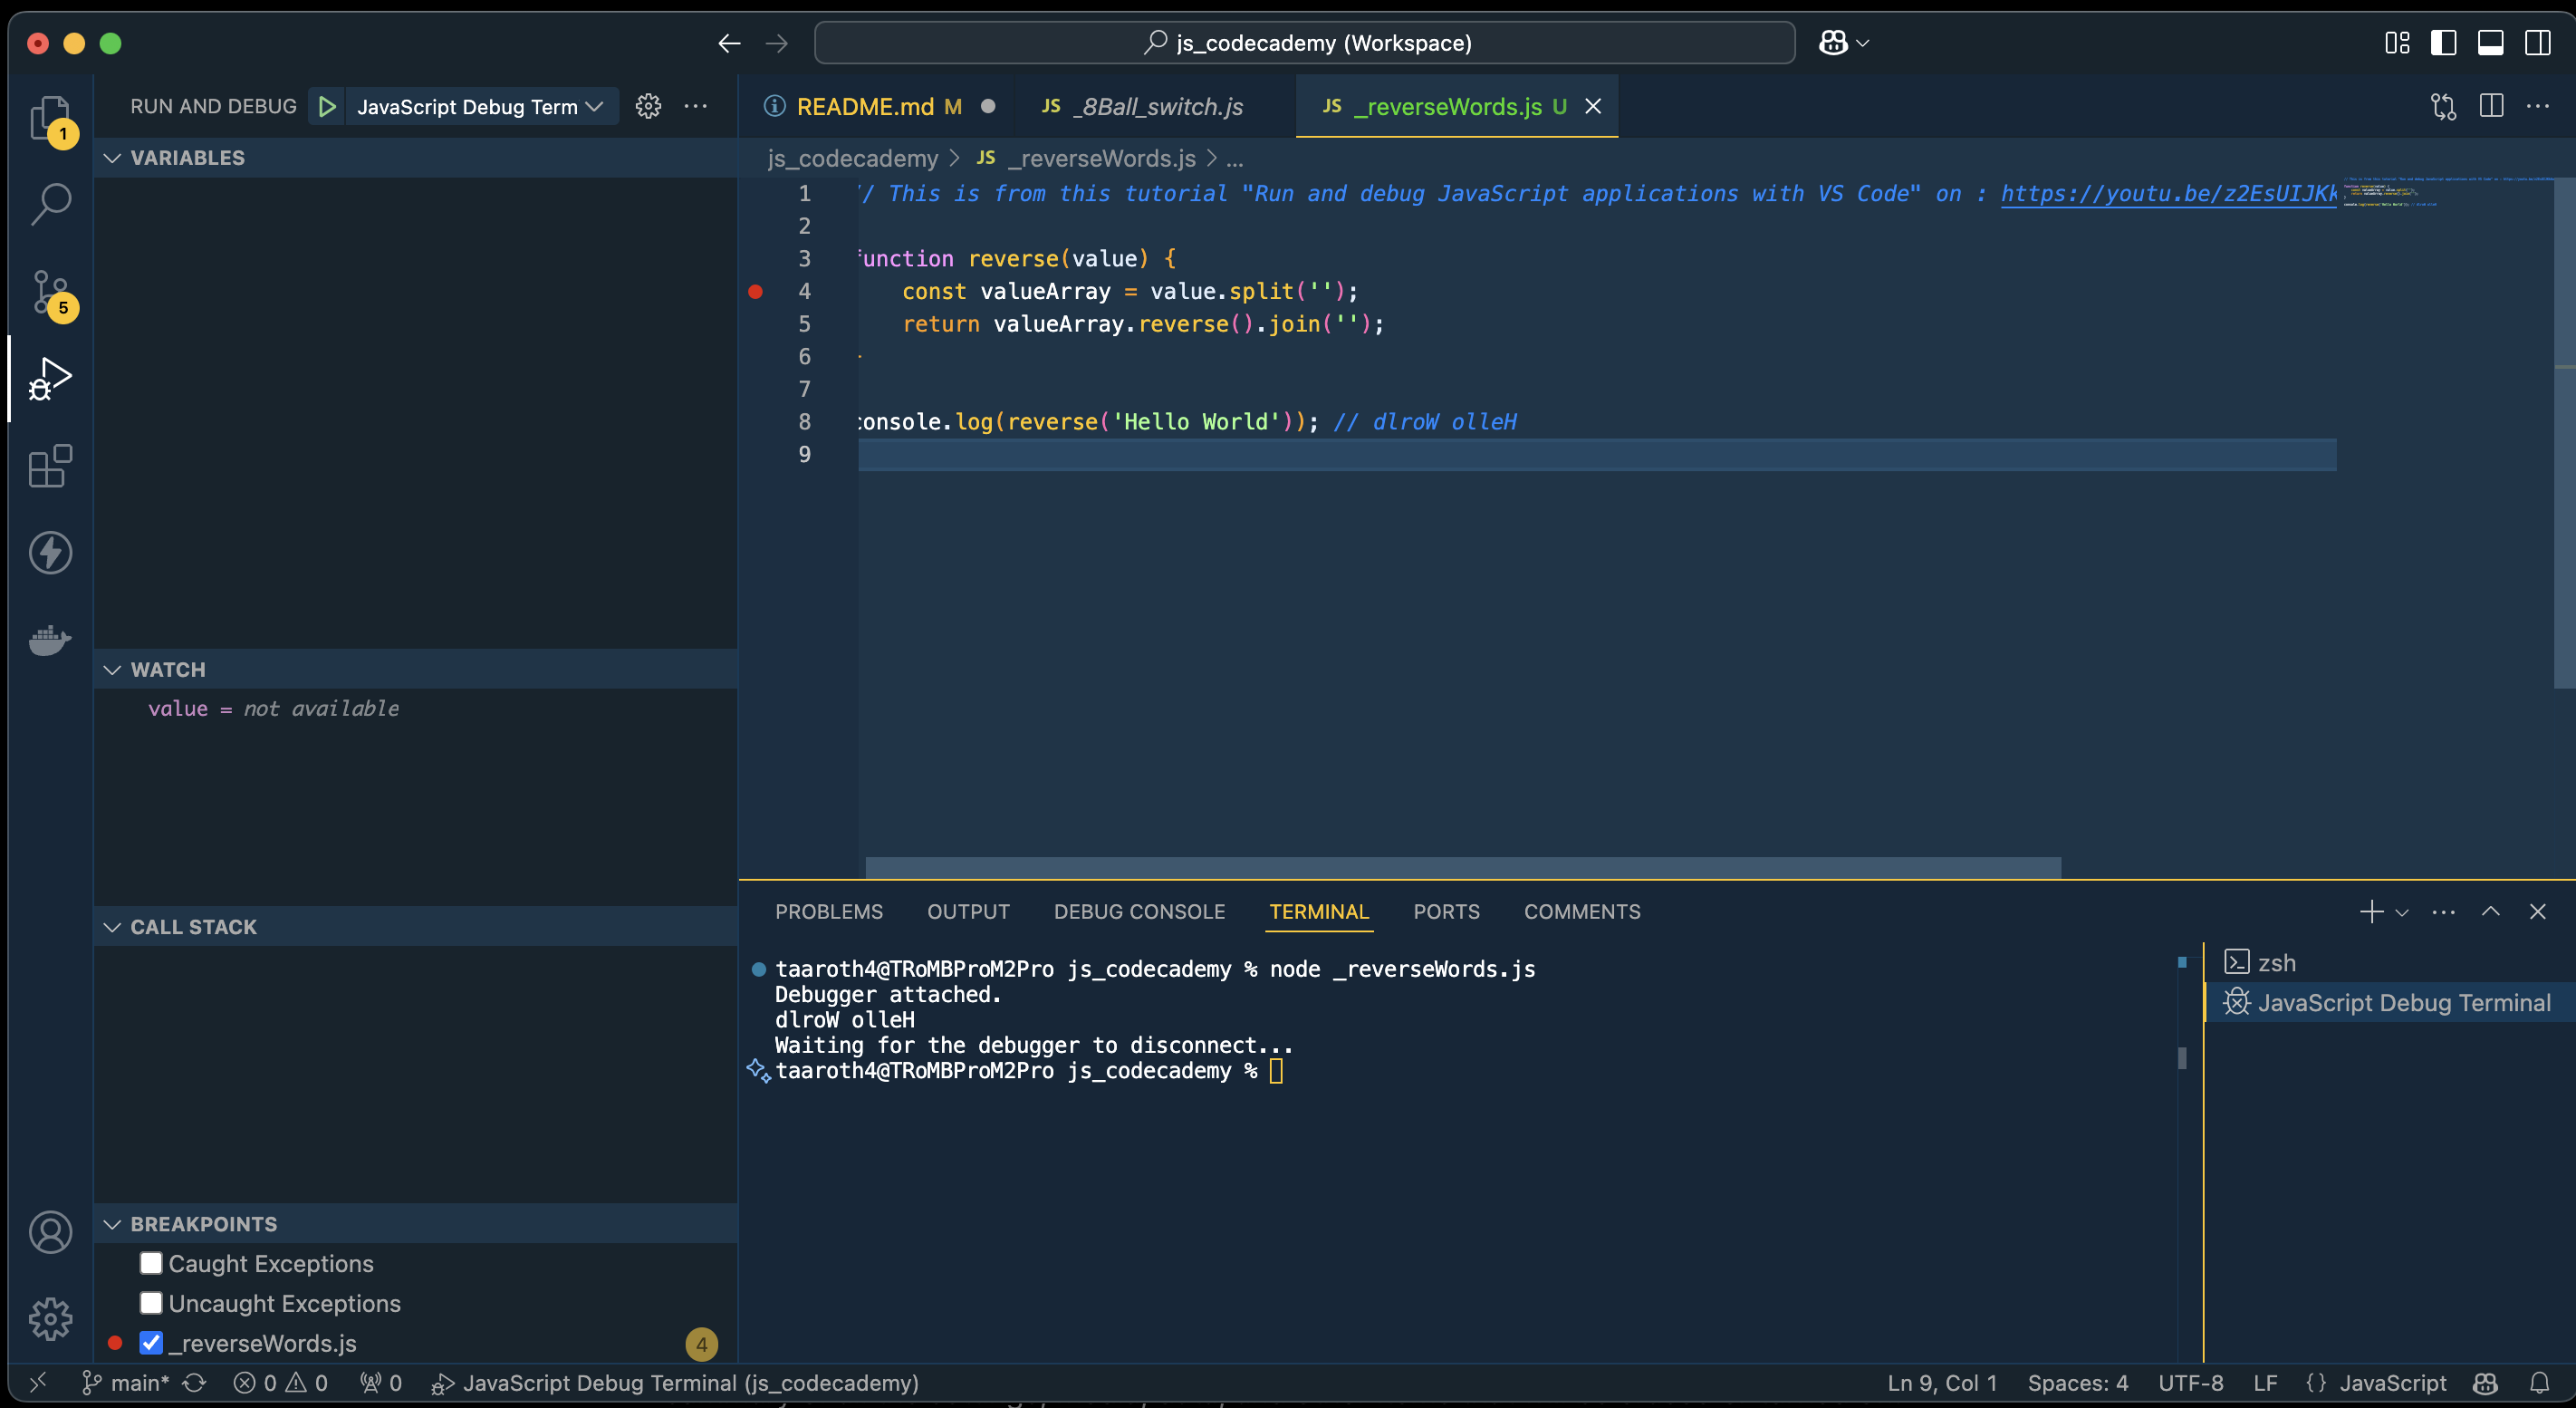 js_codecademy (Workspace)
1
5
RUN AND DEBUG
JavaScript Debug Term
VARIABLES
WATCH
value = not available
CALL STACK
BREAKPOINTS
Caught Exceptions
Uncaught Exceptions
_reverseWords.js 4
README.md M
JS _8Ball_switch.js
JS _reverseWords.js U
js_codecademy > JS _reverseWords.js > ...
1 // This is from this tutorial "Run and debug JavaScript applications with VS Code" on : https://youtu.be/z2EsUIJKk
2
3 function reverse(value) {
4 const valueArray = value.split('');
5 return valueArray.reverse().join('');
6
7
8 console.log(reverse('Hello World')); // dlroW olleH
9
PROBLEMS OUTPUT DEBUG CONSOLE TERMINAL PORTS COMMENTS
taaroth4@TRoMBProM2Pro js_codecademy % node _reverseWords.js
Debugger attached.
dlroW olleH
Waiting for the debugger to disconnect...
taaroth4@TRoMBProM2Pro js_codecademy %
zsh
JavaScript Debug Terminal
main* 0 0 0 JavaScript Debug Terminal (js_codecademy)
Ln 9, Col 1 Spaces: 4 UTF-8 LF {} JavaScript